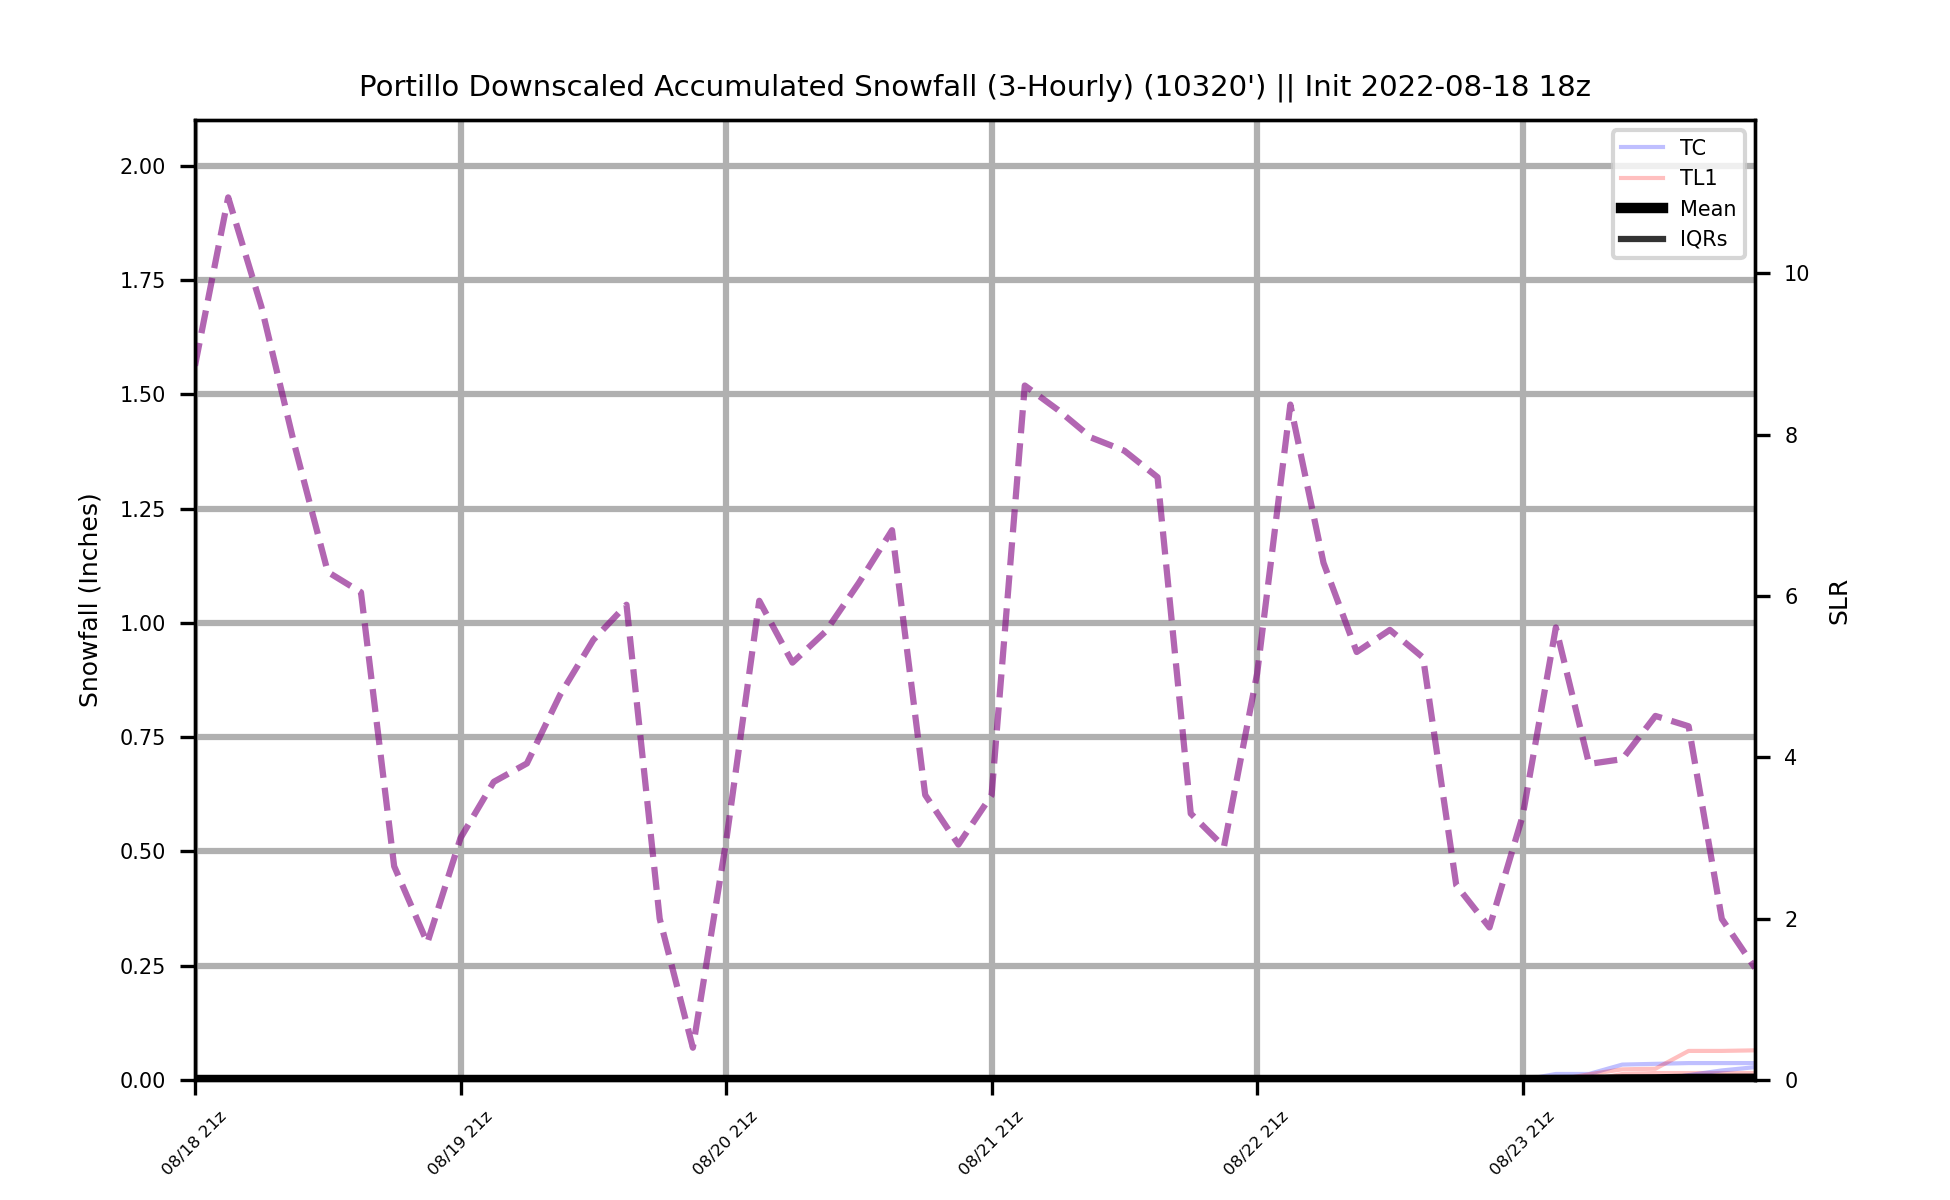 Portillo Downscaled Accumulated Snowfall (3-Hourly) (10320') || Init 2022-08-18 18z
TC
TL1
Mean
IQRs
Snowfall (Inches)
2.00
1.75
1.50
1.25
1.00
0.75
0.50
0.25
0.00
10
8
6
4
2
0
SLR
08/18 21z
08/19 21z
08/20 21z
08/21 21z
08/22 21z
08/23 21z